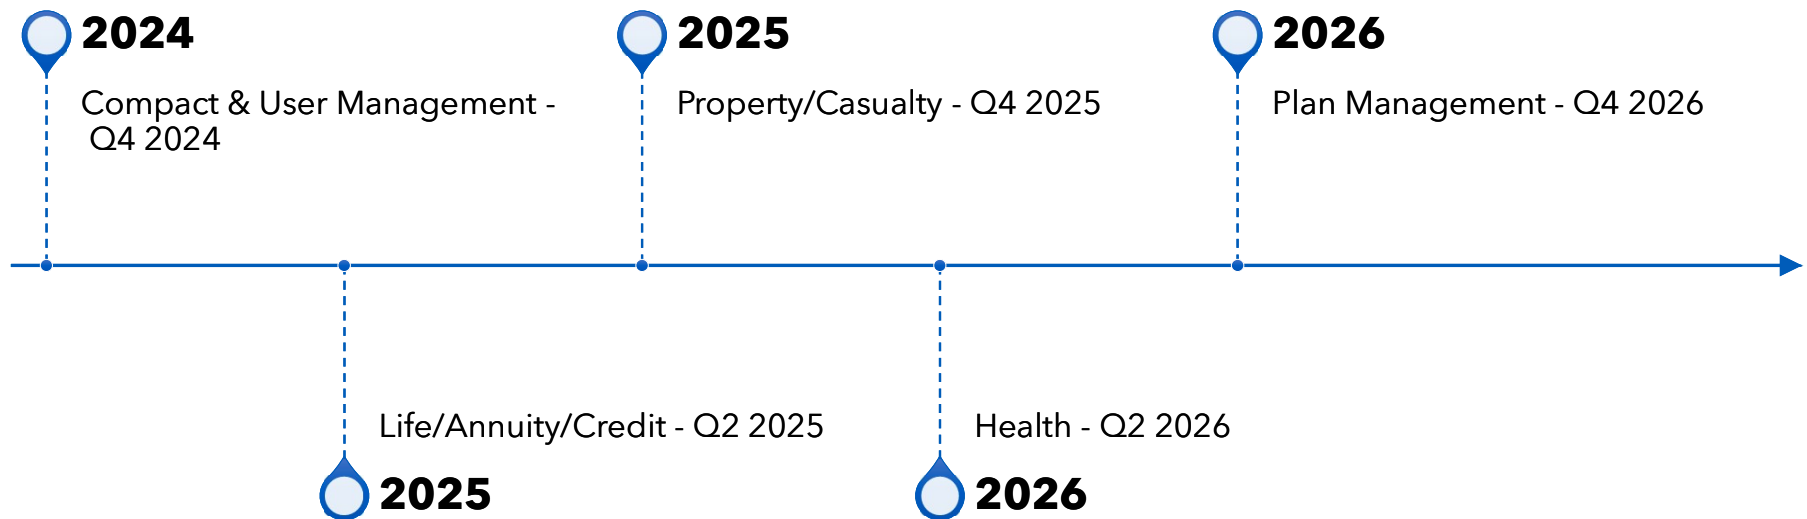 2024
Compact & User Management -
Q4 2024
2025
Property/Casualty - Q4 2025
2026
Plan Management - Q4 2026
Life/Annuity/Credit - Q2 2025
2025
Health - Q2 2026
2026